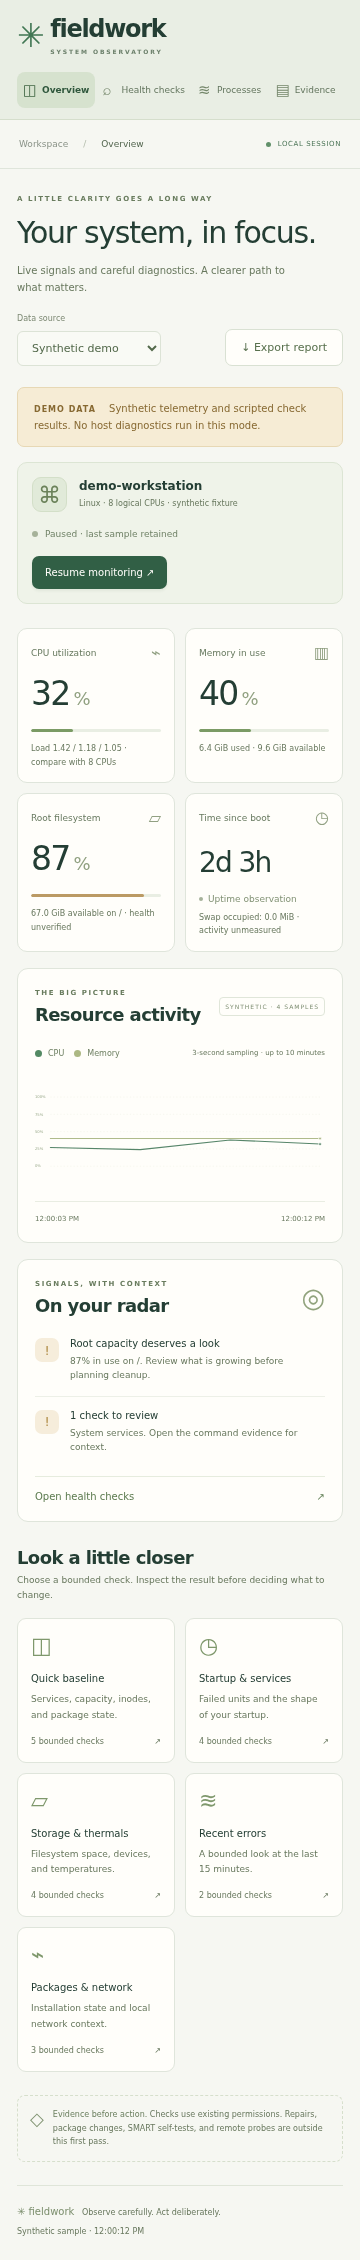 fieldwork
SYSTEM OBSERVATORY
Overview
Health checks
Processes
Evidence
Workspace / Overview
LOCAL SESSION
A LITTLE CLARITY GOES A LONG WAY
Your system, in focus.
Live signals and careful diagnostics. A clearer path to
what matters.
Data source
Synthetic demo
↓ Export report
DEMO DATA Synthetic telemetry and scripted check
results. No host diagnostics run in this mode.
demo-workstation
Linux · 8 logical CPUs · synthetic fixture
Paused · last sample retained
Resume monitoring ↗
CPU utilization
32 %
Load 1.42 / 1.18 / 1.05 ·
compare with 8 CPUs
Memory in use
40 %
6.4 GiB used · 9.6 GiB available
Root filesystem
87 %
67.0 GiB available on / · health
unverified
Time since boot
2d 3h
Uptime observation
Swap occupied: 0.0 MiB ·
activity unmeasured
THE BIG PICTURE
Resource activity
SYNTHETIC · 4 SAMPLES
CPU
Memory
3-second sampling · up to 10 minutes
100%
75%
50%
25%
0%
12:00:03 PM
12:00:12 PM
SIGNALS, WITH CONTEXT
On your radar
!
Root capacity deserves a look
87% in use on /. Review what is growing before
planning cleanup.
!
1 check to review
System services. Open the command evidence for
context.
Open health checks ↗
Look a little closer
Choose a bounded check. Inspect the result before deciding what to
change.
Quick baseline
Services, capacity, inodes,
and package state.
5 bounded checks ↗
Startup & services
Failed units and the shape
of your startup.
4 bounded checks ↗
Storage & thermals
Filesystem space, devices,
and temperatures.
4 bounded checks ↗
Recent errors
A bounded look at the last
15 minutes.
2 bounded checks ↗
Packages & network
Installation state and local
network context.
3 bounded checks ↗
Evidence before action. Checks use existing permissions. Repairs,
package changes, SMART self-tests, and remote probes are outside
this first pass.
✳ fieldwork Observe carefully. Act deliberately.
Synthetic sample · 12:00:12 PM